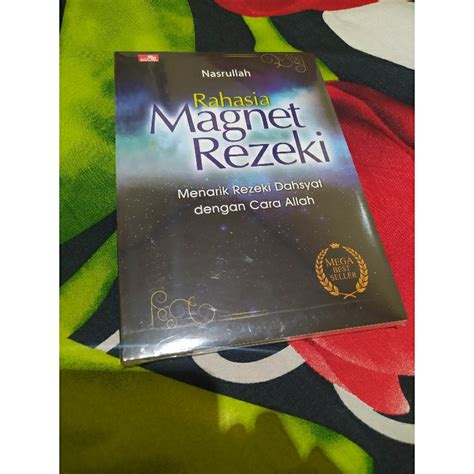 Nasrullah
Rahasia
Magnet
Rezeki
Menarik Rezeki Dahsyat
dengan Cara Allah
MEGA
BEST
SELLER